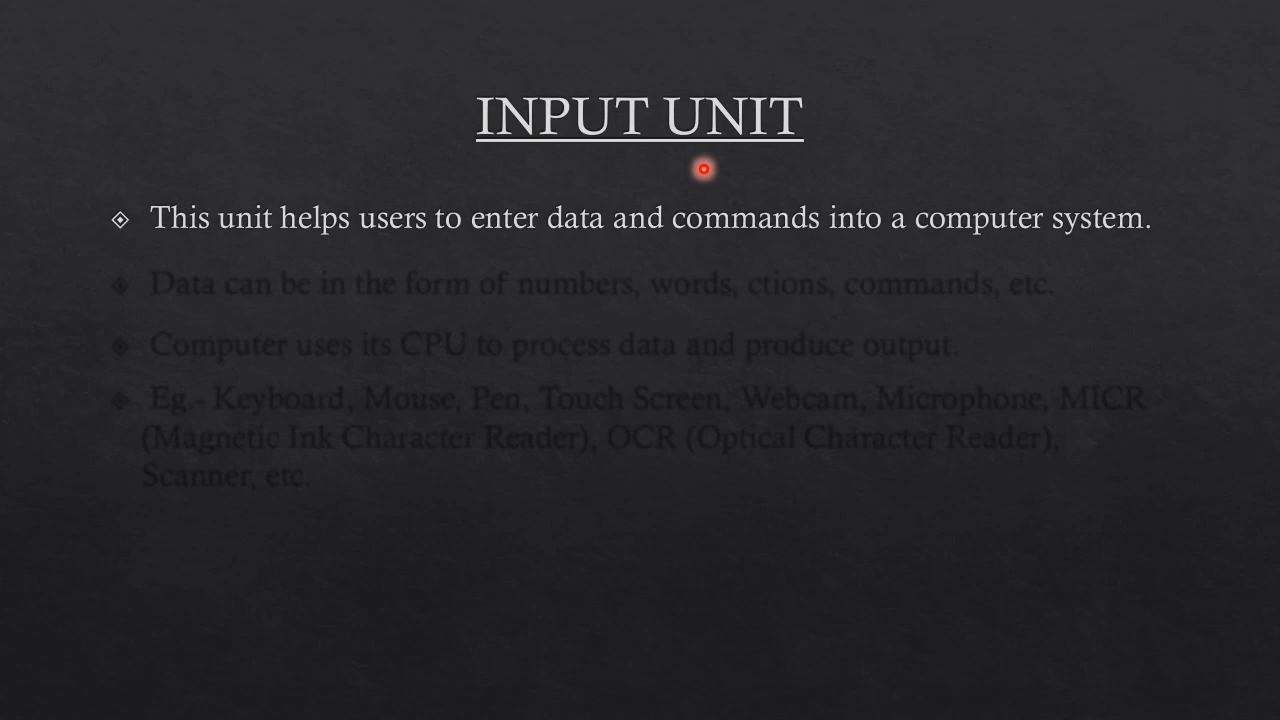 INPUT UNIT
This unit helps users to enter data and commands into a computer system.
Data can be in the form of numbers, words, ctions, commands, etc.
Computer uses its CPU to process data and produce output.
Eg.- Keyboard, Mouse, Pen, Touch Screen, Webcam, Microphone, MICR
(Magnetic Ink Character Reader), OCR (Optical Character Reader),
Scanner, etc.